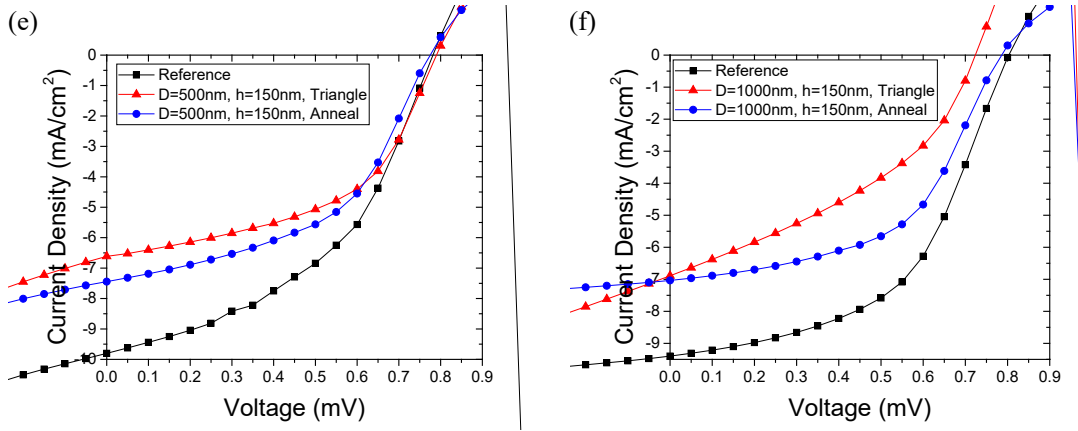 (e)
0
-1
-2
-3
-4
-5
-6
-7
-8
-9
-10
Current Density (mA/cm²)
Reference
D=500nm, h=150nm, Triangle
D=500nm, h=150nm, Anneal
0.0 0.1 0.2 0.3 0.4 0.5 0.6 0.7 0.8 0.9
Voltage (mV)
(f)
0
-1
-2
-3
-4
-5
-6
-7
-8
-9
Current Density (mA/cm²)
Reference
D=1000nm, h=150nm, Triangle
D=1000nm, h=150nm, Anneal
0.0 0.1 0.2 0.3 0.4 0.5 0.6 0.7 0.8 0.9
Voltage (mV)